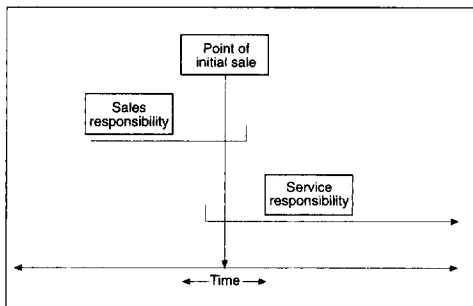 Point of
initial sale
Sales
responsibility
Service
responsibility
Time